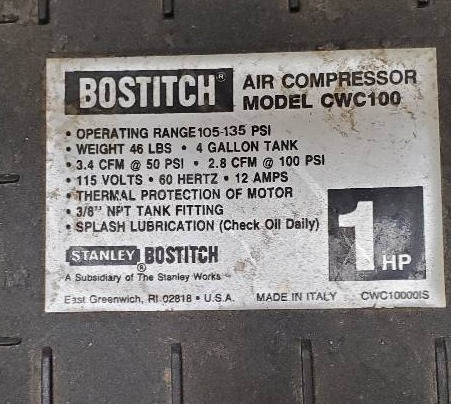 BOSTITCH® AIR COMPRESSOR
MODEL CWC100
• OPERATING RANGE 105-135 PSI
• WEIGHT 46 LBS • 4 GALLON TANK
• 3.4 CFM @ 50 PSI • 2.8 CFM @ 100 PSI
• 115 VOLTS • 60 HERTZ • 12 AMPS
• THERMAL PROTECTION OF MOTOR
• 3/8" NPT TANK FITTING
• SPLASH LUBRICATION (Check Oil Daily)
1 HP
STANLEY® BOSTITCH
A Subsidiary of The Stanley Works
East Greenwich, RI 02818 • U.S.A. MADE IN ITALY CWC10000IS